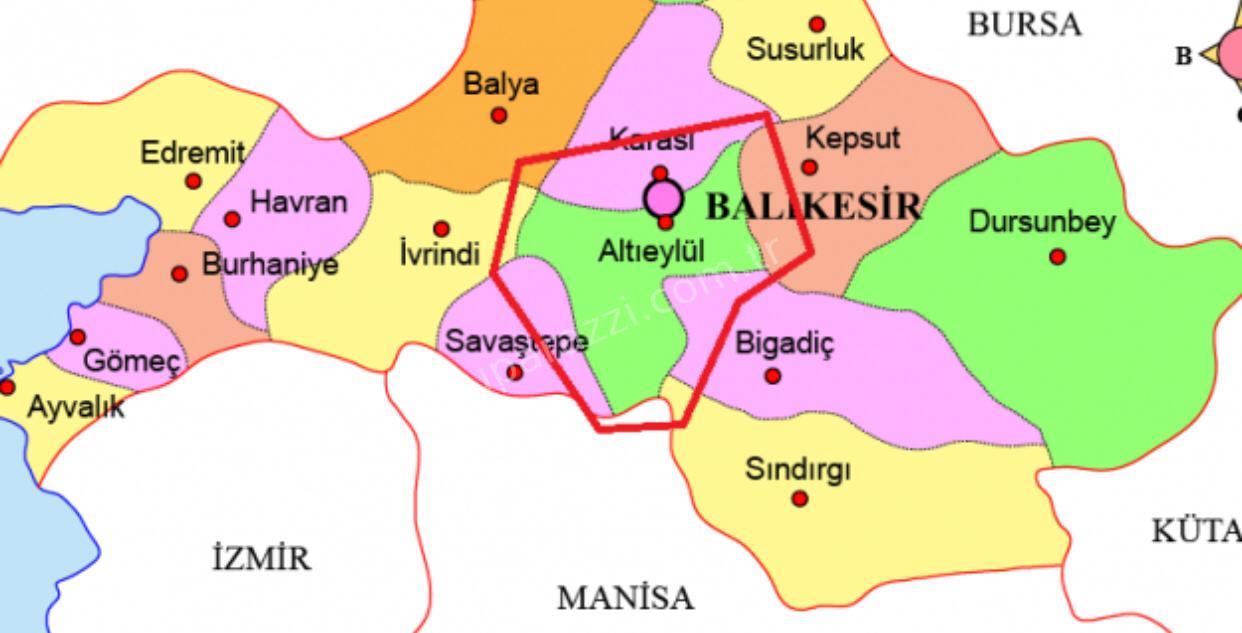 BURSA
Susurluk
B
Balya
Karası
Kepsut
Edremit
Havran
BALIKESİR
Dursunbey
İvrindi
Altıeylül
Burhaniye
Savaştepe
Bigadiç
Gömeç
Ayvalık
Sındırgı
KÜTA
İZMİR
MANİSA